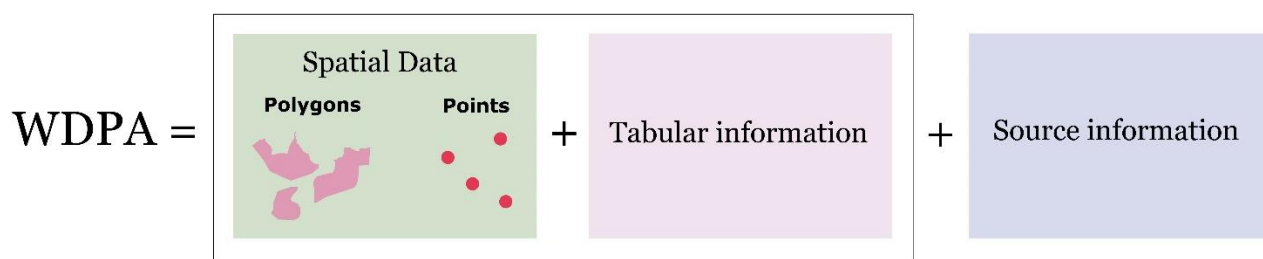 Spatial Data
Polygons Points
WDPA = + Tabular information + Source information